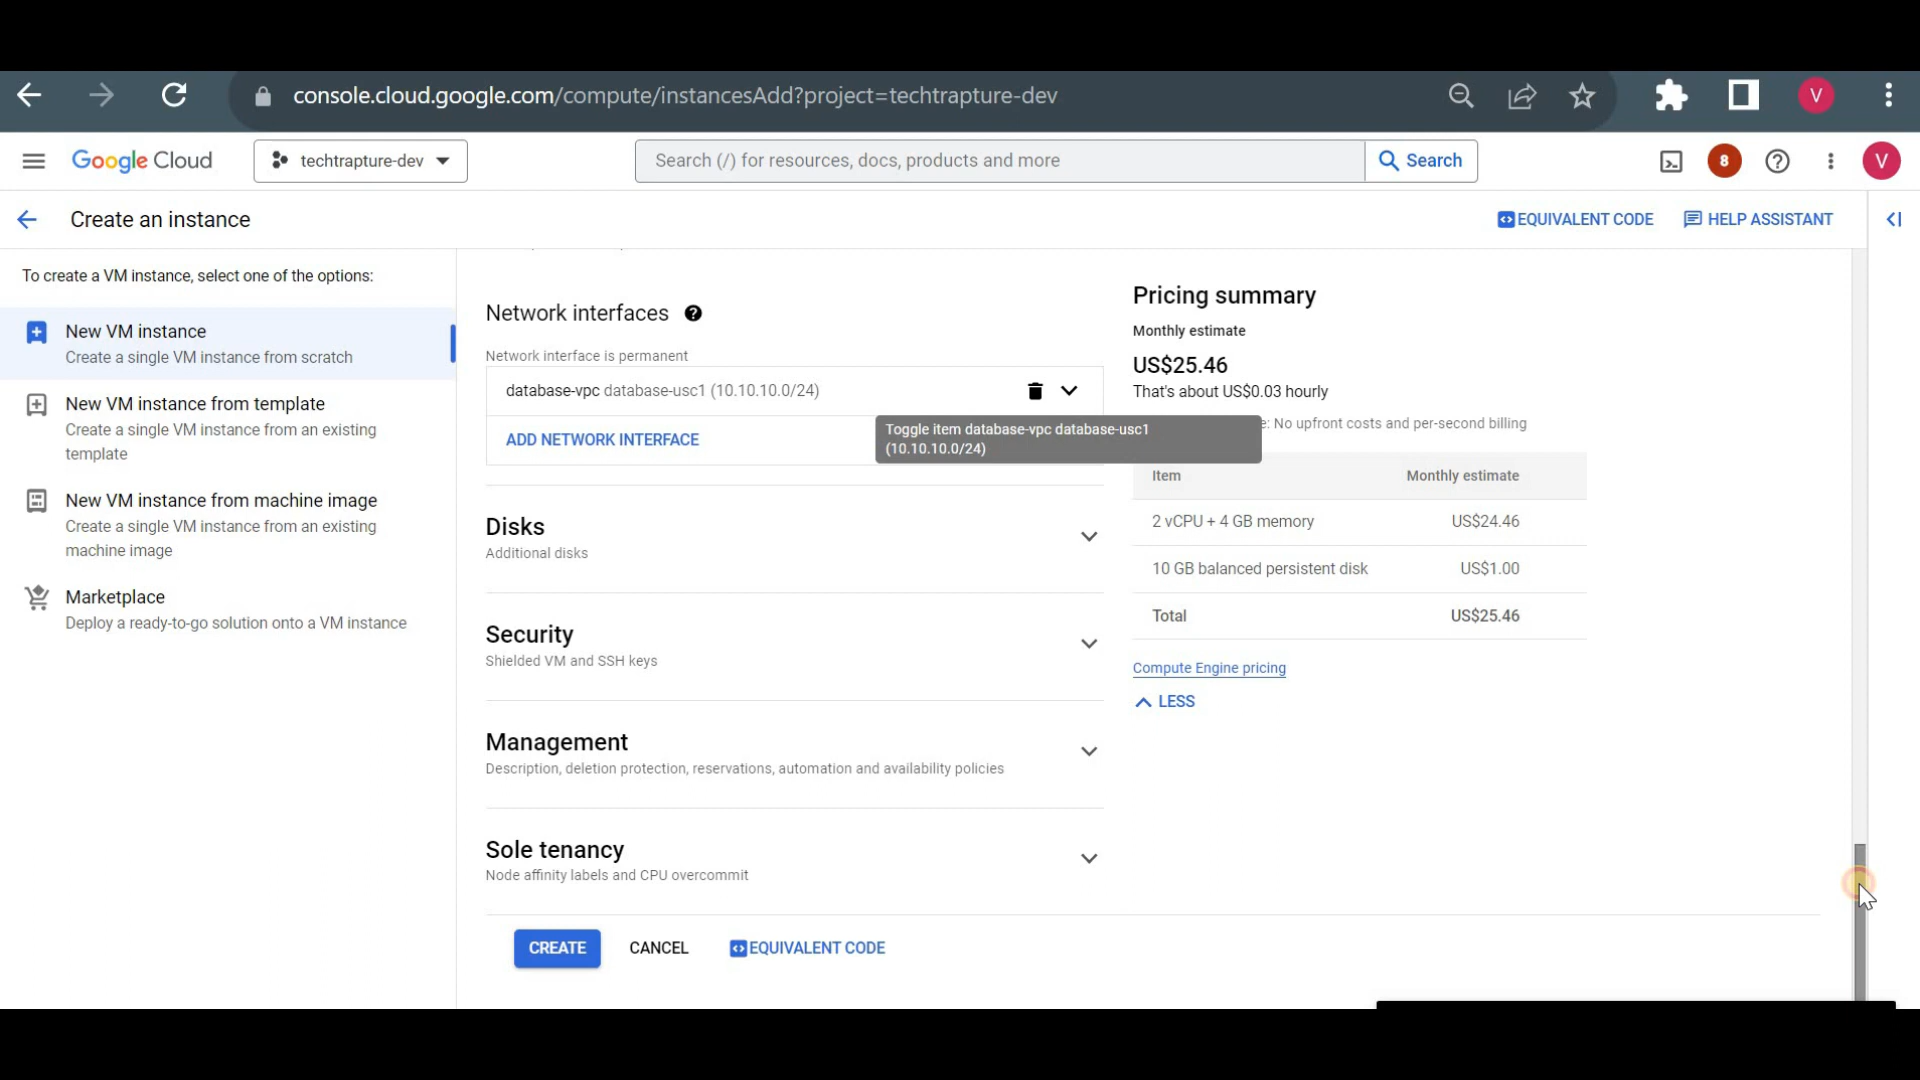 console.cloud.google.com/compute/instancesAdd?project=techtrapture-dev
V
Google Cloud
techtrapture-dev
Search (/) for resources, docs, products and more
Search
8
V
Create an instance
EQUIVALENT CODE
HELP ASSISTANT
To create a VM instance, select one of the options:
New VM instance
Create a single VM instance from scratch
New VM instance from template
Create a single VM instance from an existing
template
New VM instance from machine image
Create a single VM instance from an existing
machine image
Marketplace
Deploy a ready-to-go solution onto a VM instance
Network interfaces
Network interface is permanent
database-vpc database-usc1 (10.10.10.0/24)
ADD NETWORK INTERFACE
Toggle item database-vpc database-usc1
(10.10.10.0/24)
Disks
Additional disks
Security
Shielded VM and SSH keys
Management
Description, deletion protection, reservations, automation and availability policies
Sole tenancy
Node affinity labels and CPU overcommit
CREATE
CANCEL
EQUIVALENT CODE
Pricing summary
Monthly estimate
US$25.46
That's about US$0.03 hourly
e: No upfront costs and per-second billing
Item Monthly estimate
2 vCPU + 4 GB memory US$24.46
10 GB balanced persistent disk US$1.00
Total US$25.46
Compute Engine pricing
LESS